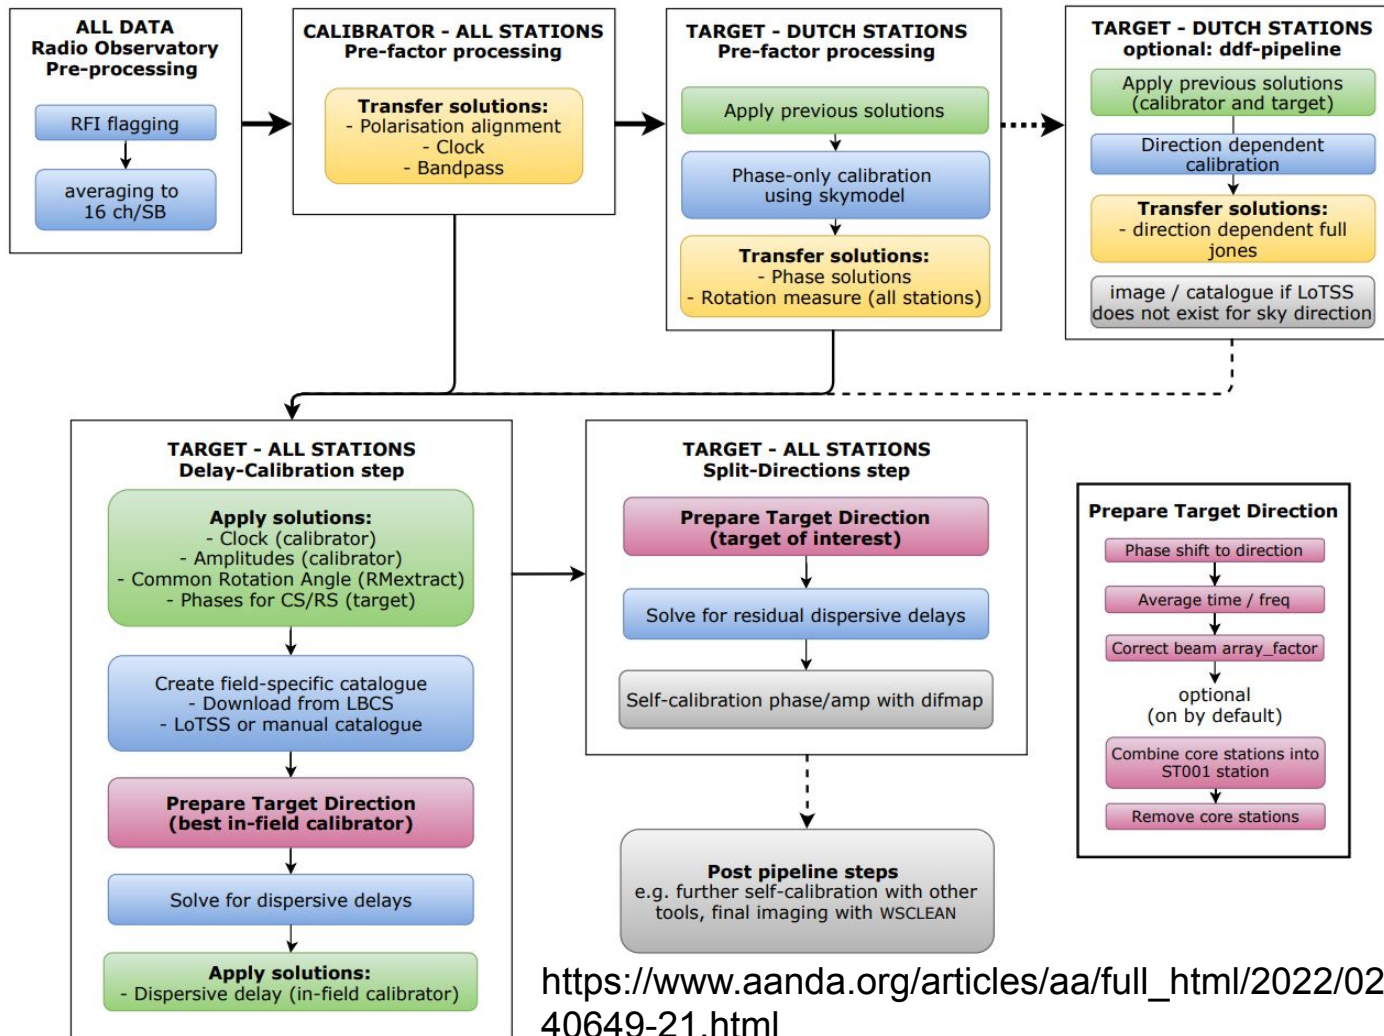 ALL DATA
Radio Observatory
Pre-processing
RFI flagging
averaging to
16 ch/SB
CALIBRATOR - ALL STATIONS
Pre-factor processing
Transfer solutions:
- Polarisation alignment
- Clock
- Bandpass
TARGET - DUTCH STATIONS
Pre-factor processing
Apply previous solutions
Phase-only calibration
using skymodel
Transfer solutions:
- Phase solutions
- Rotation measure (all stations)
TARGET - DUTCH STATIONS
optional: ddf-pipeline
Apply previous solutions
(calibrator and target)
Direction dependent
calibration
Transfer solutions:
- direction dependent full
jones
image / catalogue if LoTSS
does not exist for sky direction
TARGET - ALL STATIONS
Delay-Calibration step
Apply solutions:
- Clock (calibrator)
- Amplitudes (calibrator)
- Common Rotation Angle (RMextract)
- Phases for CS/RS (target)
Create field-specific catalogue
- Download from LBCS
- LoTSS or manual catalogue
Prepare Target Direction
(best in-field calibrator)
Solve for dispersive delays
Apply solutions:
- Dispersive delay (in-field calibrator)
TARGET - ALL STATIONS
Split-Directions step
Prepare Target Direction
(target of interest)
Solve for residual dispersive delays
Self-calibration phase/amp with difmap
Post pipeline steps
e.g. further self-calibration with other
tools, final imaging with WSCLEAN
Prepare Target Direction
Phase shift to direction
Average time / freq
Correct beam array_factor
optional
(on by default)
Combine core stations into
ST001 station
Remove core stations
https://www.aanda.org/articles/aa/full_html/2022/02
40649-21.html